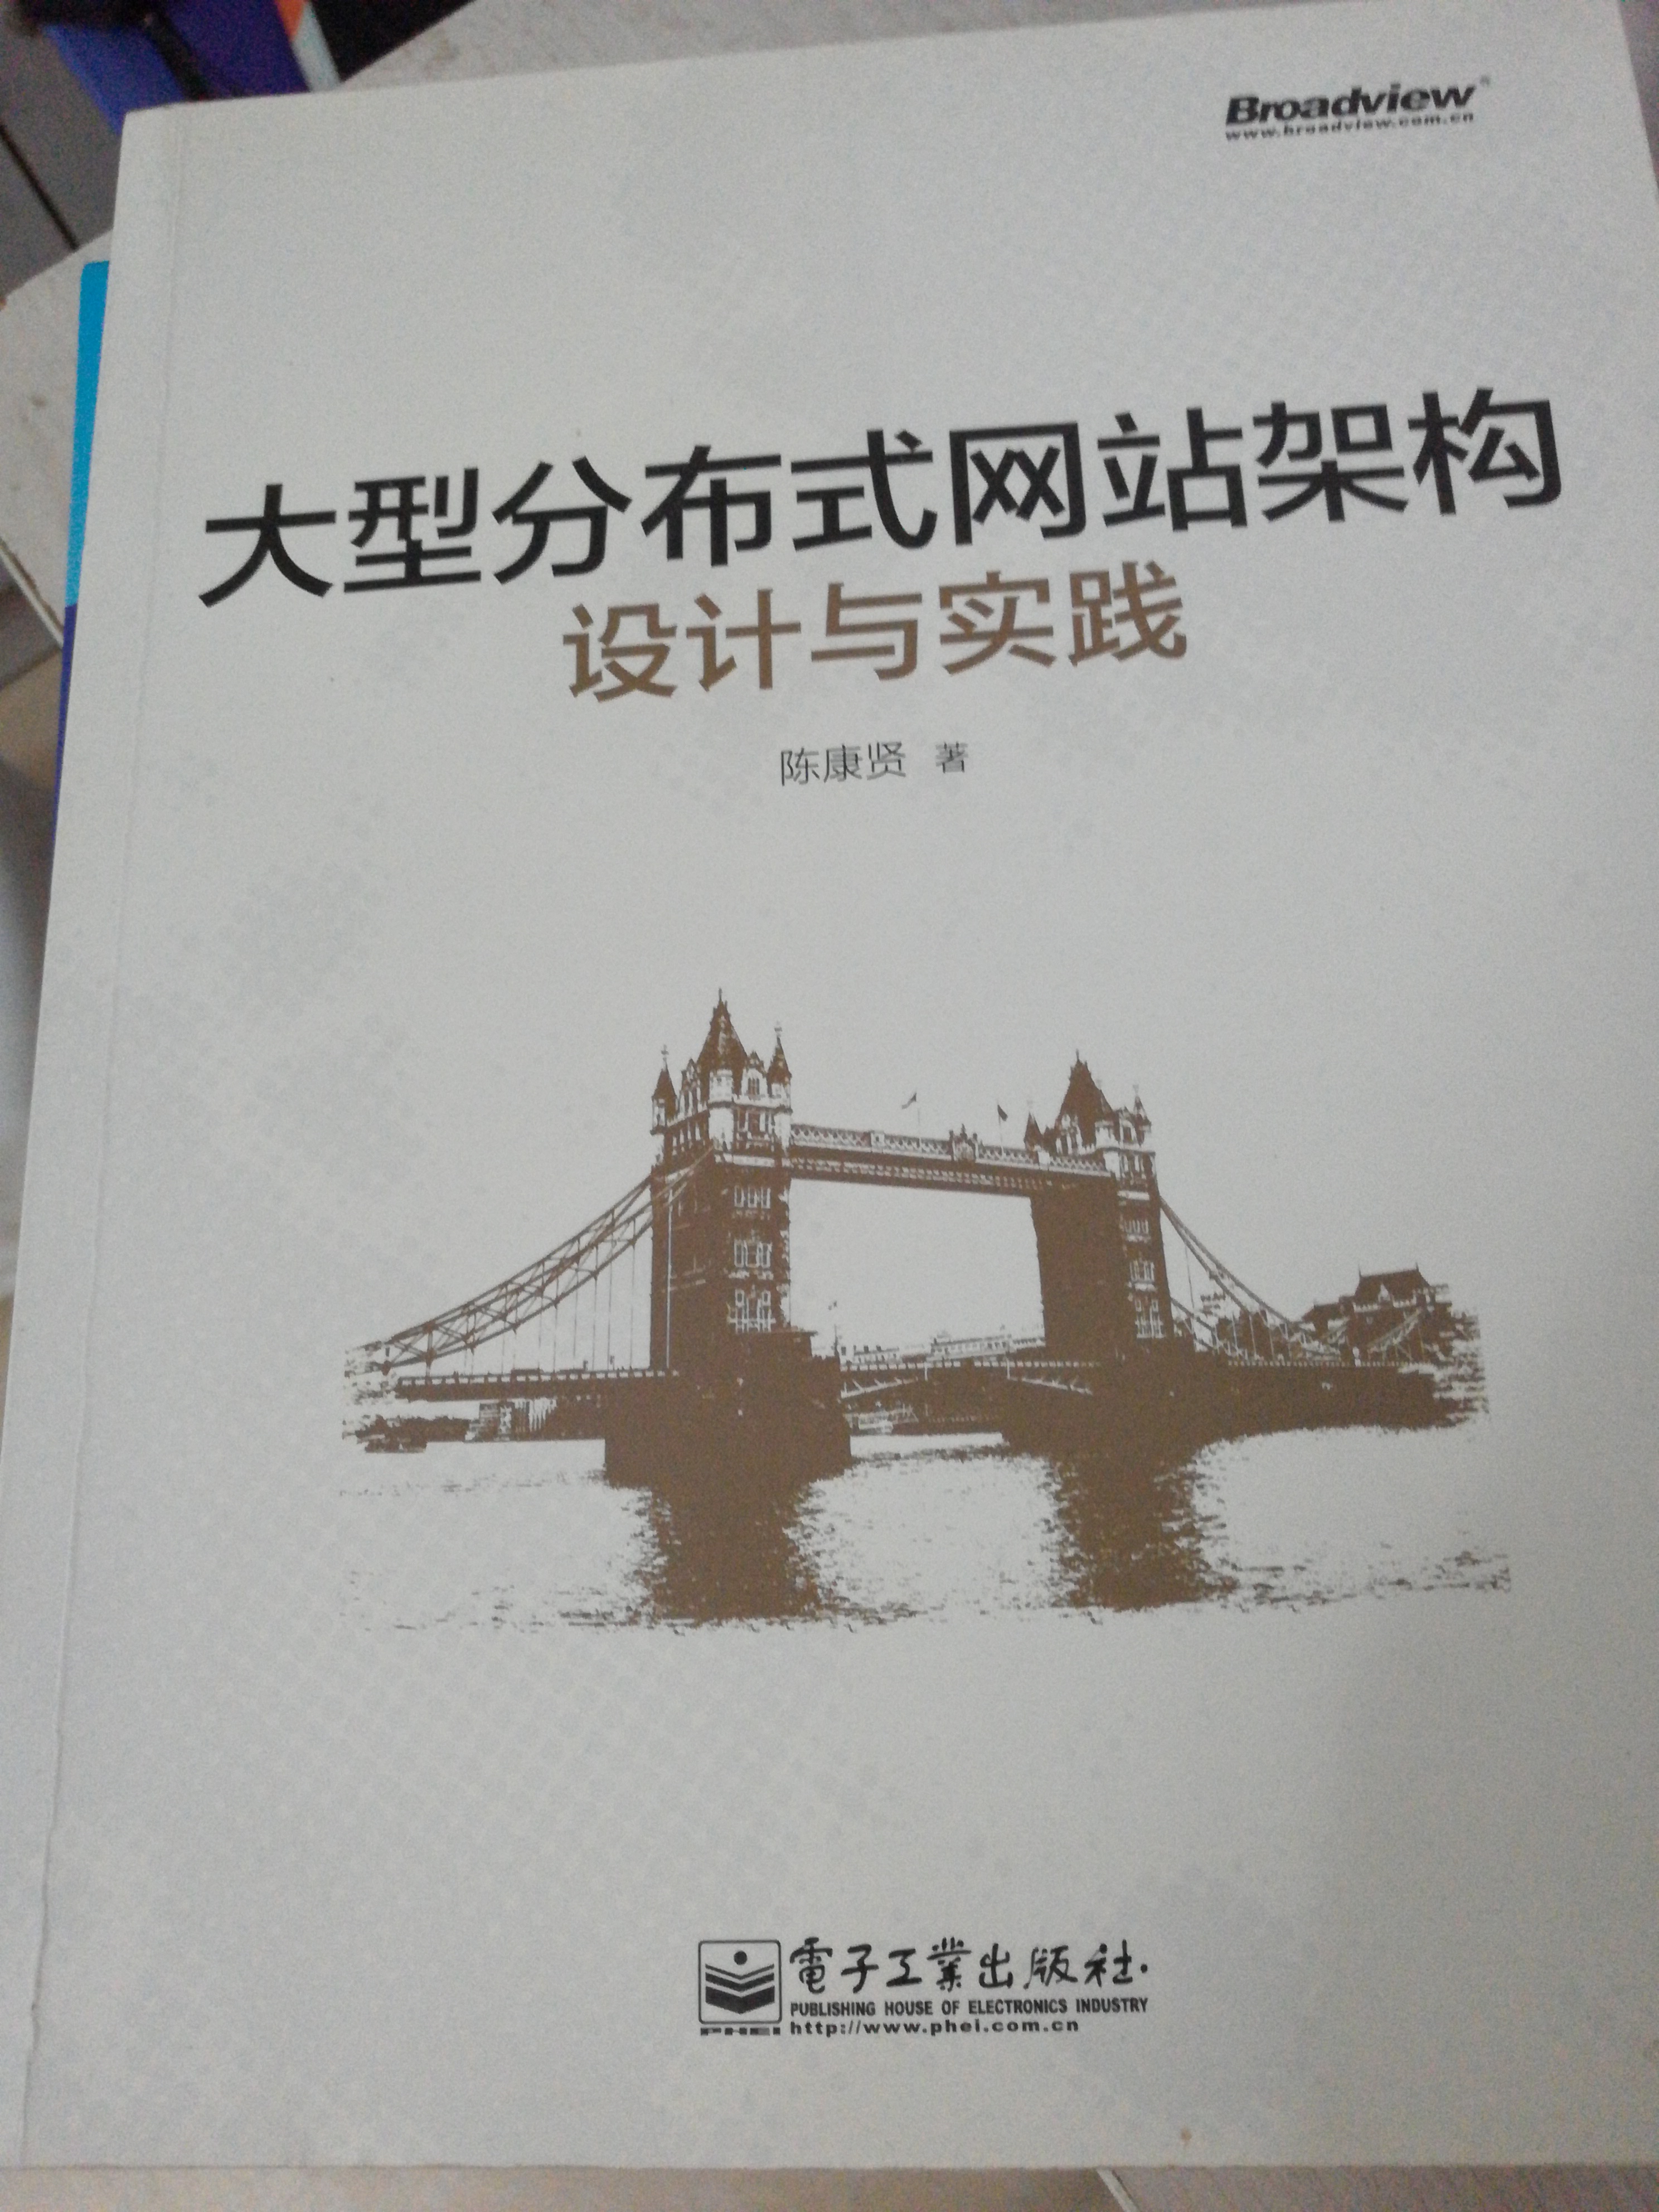 Broadview®
www.broadview.com.cn
大型分布式网站架构
设计与实践
陈康贤 著
電子工業出版社.
PUBLISHING HOUSE OF ELECTRONICS INDUSTRY
PHEI http://www.phei.com.cn